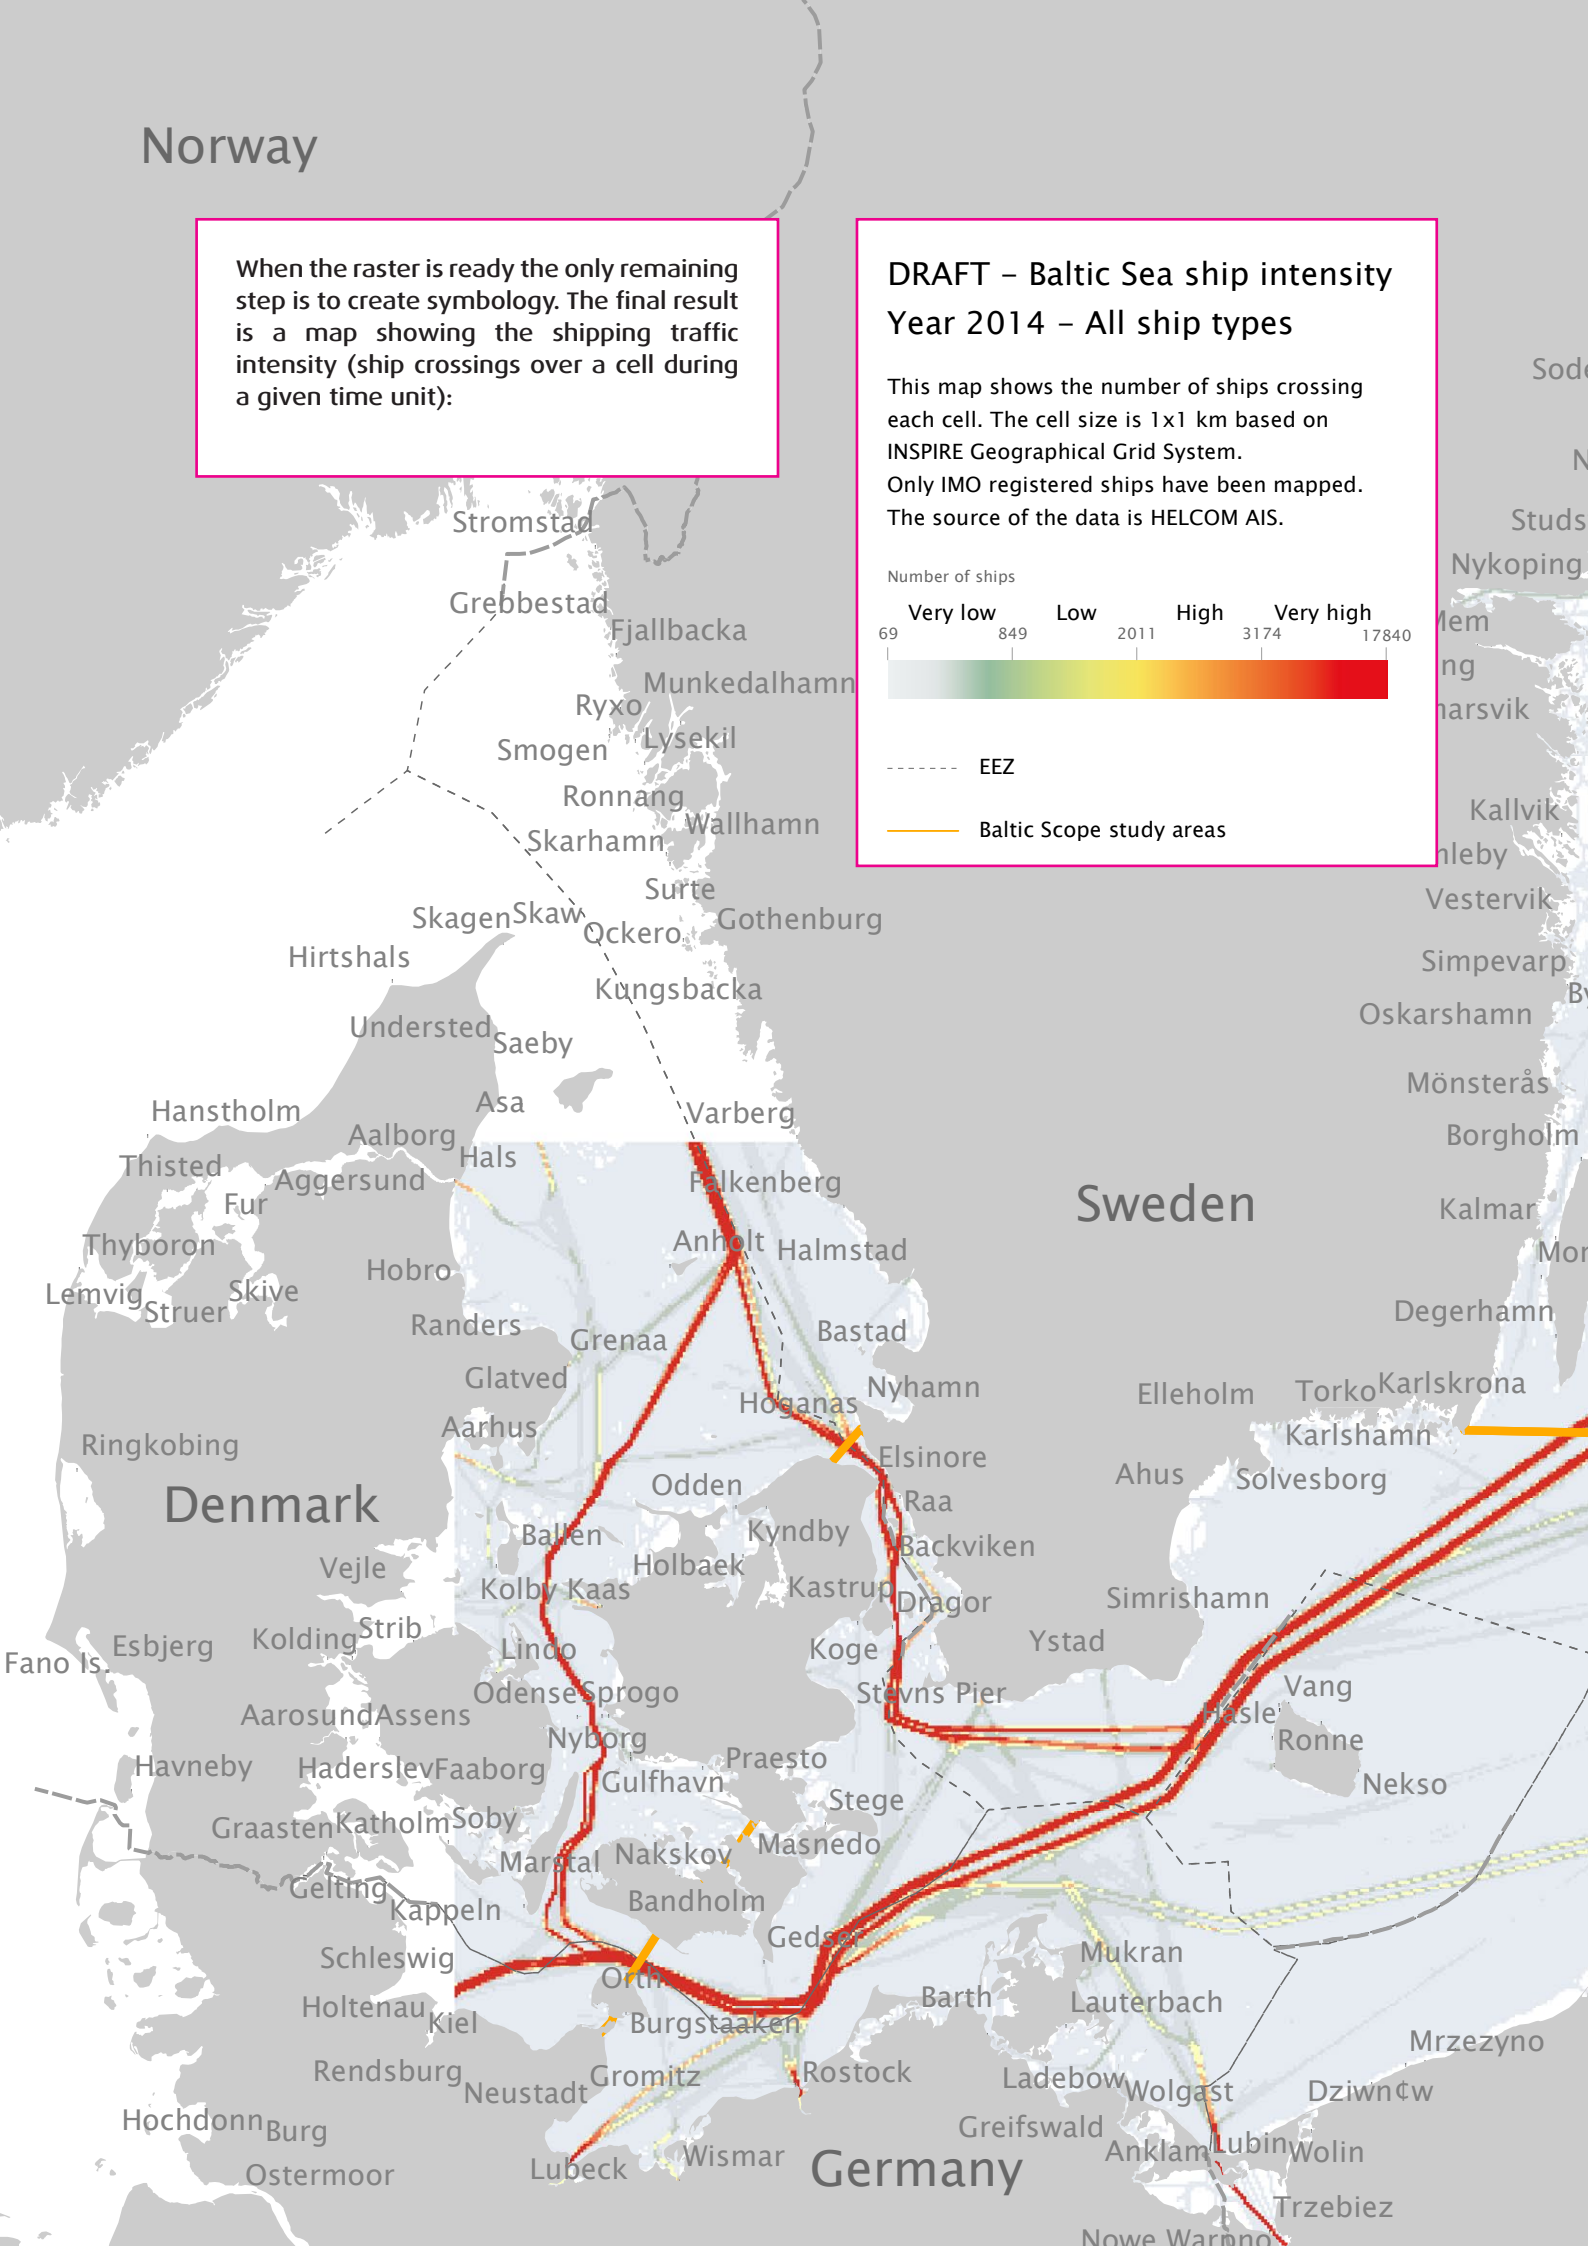 Norway
When the raster is ready the only remaining
step is to create symbology. The final result
is a map showing the shipping traffic
intensity (ship crossings over a cell during
a given time unit):
DRAFT – Baltic Sea ship intensity
Year 2014 – All ship types
This map shows the number of ships crossing
each cell. The cell size is 1x1 km based on
INSPIRE Geographical Grid System.
Only IMO registered ships have been mapped.
The source of the data is HELCOM AIS.
Number of ships
Very low Low High Very high
69 849 2011 3174 17840
EEZ
Baltic Scope study areas
Stromstad
Studs
Nykoping
Grebbestad
Fjallbacka
Munkedalhamn
Ryxo
Lysekil
arsvik
Smogen
Ronnang
Wallhamn
Kallvik
Skarhamn
leby
Surte
Vestervik
Skagen Skaw
Ockero
Gothenburg
Hirtshals
Simpevarp
Kungsbacka
By
Understed
Oskarshamn
Saeby
Mönsterås
Asa
Hanstholm
Varberg
Aalborg
Borgholm
Hals
Thisted
Aggersund
Falkenberg
Fur
Sweden
Kalmar
Thyboron
Anholt
Halmstad
Mor
Hobro
Lemvig
Skive
Struer
Degerhamn
Randers
Grenaa
Bastad
Glatved
Nyhamn
Elleholm
Torko
Karlskrona
Hoganas
Aarhus
Karlshamn
Ringkobing
Elsinore
Ahus
Solvesborg
Odden
Denmark
Raa
Ballen
Kyndby
Backviken
Vejle
Holbaek
Kolby Kaas
Kastrup
Dragor
Simrishamn
Strib
Kolding
Esbjerg
Lindo
Koge
Ystad
Fano Is.
Odense
Sprogo
Stevns Pier
Vang
Aarosund
Assens
Hasle
Nyborg
Ronne
Praesto
Havneby
Haderslev
Faaborg
Gulfhavn
Nekso
Stege
Graasten
Katholm
Soby
Masnedo
Marstal
Nakskov
Gelting
Bandholm
Kappeln
Gedser
Mukran
Schleswig
Orth
Barth
Lauterbach
Holtenau
Kiel
Burgstaaken
Mrzezyno
Rendsburg
Gromitz
Rostock
Ladebow
Neustadt
Wolgast
Dziwn¢w
Hochdonn
Burg
Greifswald
Anklam
Lubin
Wolin
Wismar
Lubeck
Germany
Ostermoor
Trzebiez
Nowe Warpno